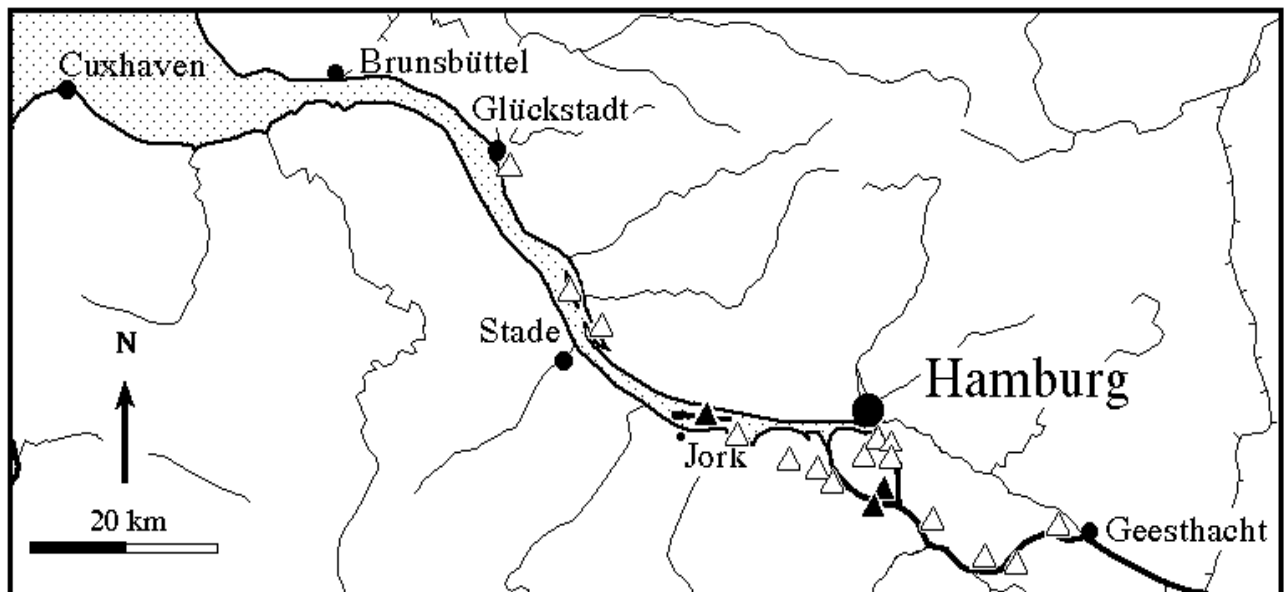 Cuxhaven
Brunsbüttel
Glückstadt
Stade
N
Hamburg
Jork
20 km
Geesthacht